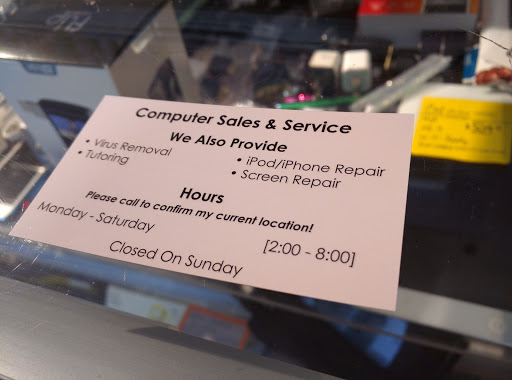 Flip
Computer Sales & Service
We Also Provide
• Virus Removal
• Tutoring
• iPod/iPhone Repair
• Screen Repair
Hours
Please call to confirm my current location!
Monday - Saturday
[2:00 - 8:00]
Closed On Sunday